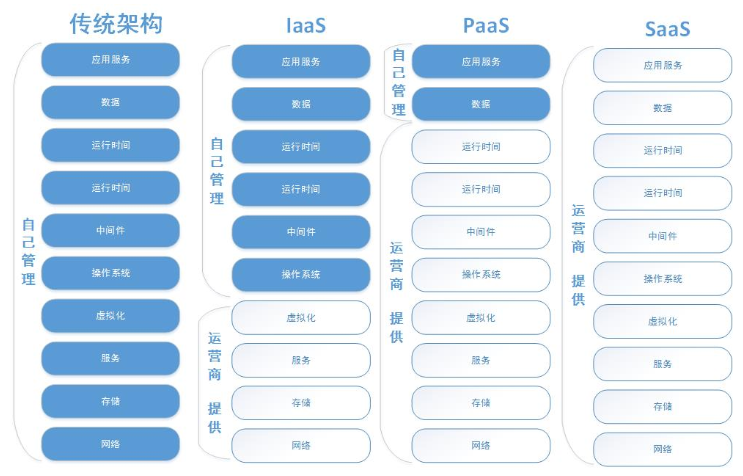 传统架构
自己管理
应用服务
数据
运行时间
运行时间
中间件
操作系统
虚拟化
服务
存储
网络
IaaS
自己管理
应用服务
数据
运行时间
运行时间
中间件
操作系统
运营商 提供
虚拟化
服务
存储
网络
PaaS
自己管理
应用服务
数据
运营商 提供
运行时间
运行时间
中间件
操作系统
虚拟化
服务
存储
网络
SaaS
运营商 提供
应用服务
数据
运行时间
运行时间
中间件
操作系统
虚拟化
服务
存储
网络